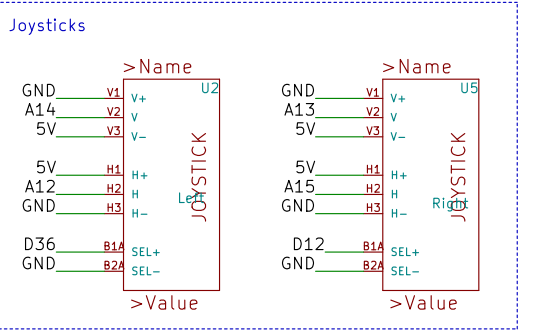 Joysticks
>Name
GND V1 V+ U2
A14 V2 V
5V V3 V-
5V H1 H+
A12 H2 H Left
GND H3 H-
JOYSTICK
D36 B1A SEL+
GND B2A SEL-
>Value
>Name
GND V1 V+ U5
A13 V2 V
5V V3 V-
5V H1 H+
A15 H2 H
GND H3 H- Right
JOYSTICK
D12 B1A SEL+
GND B2A SEL-
>Value